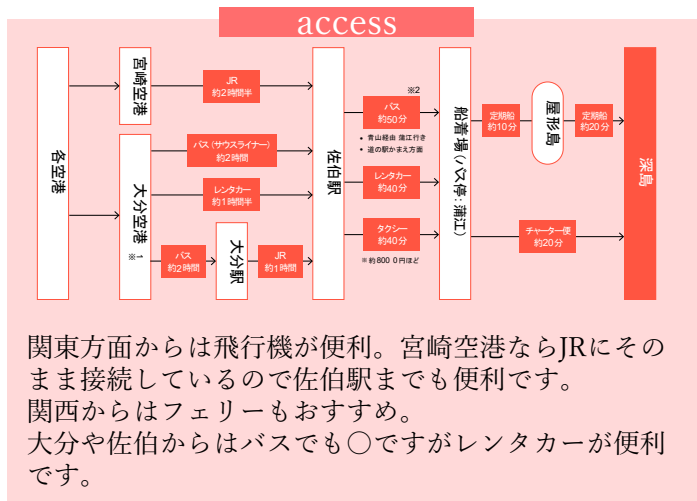 access
各空港
宮崎空港
JR
約2時間半
大分空港
※1
バス（サウスライナー）
約2時間
レンタカー
約1時間半
バス
約2時間
大分駅
JR
約1時間
佐伯駅
※2
バス
約50分
• 青山経由 蒲江行き
• 道の駅かまえ方面
レンタカー
約40分
タクシー
約40分
※約800 0円ほど
船着場（バス停：蒲江）
定期船
約10分
屋形島
定期船
約20分
チャーター便
約20分
深島
関東方面からは飛行機が便利。宮崎空港ならJRにその
まま接続しているので佐伯駅までも便利です。
関西からはフェリーもおすすめ。
大分や佐伯からはバスでも○ですがレンタカーが便利
です。